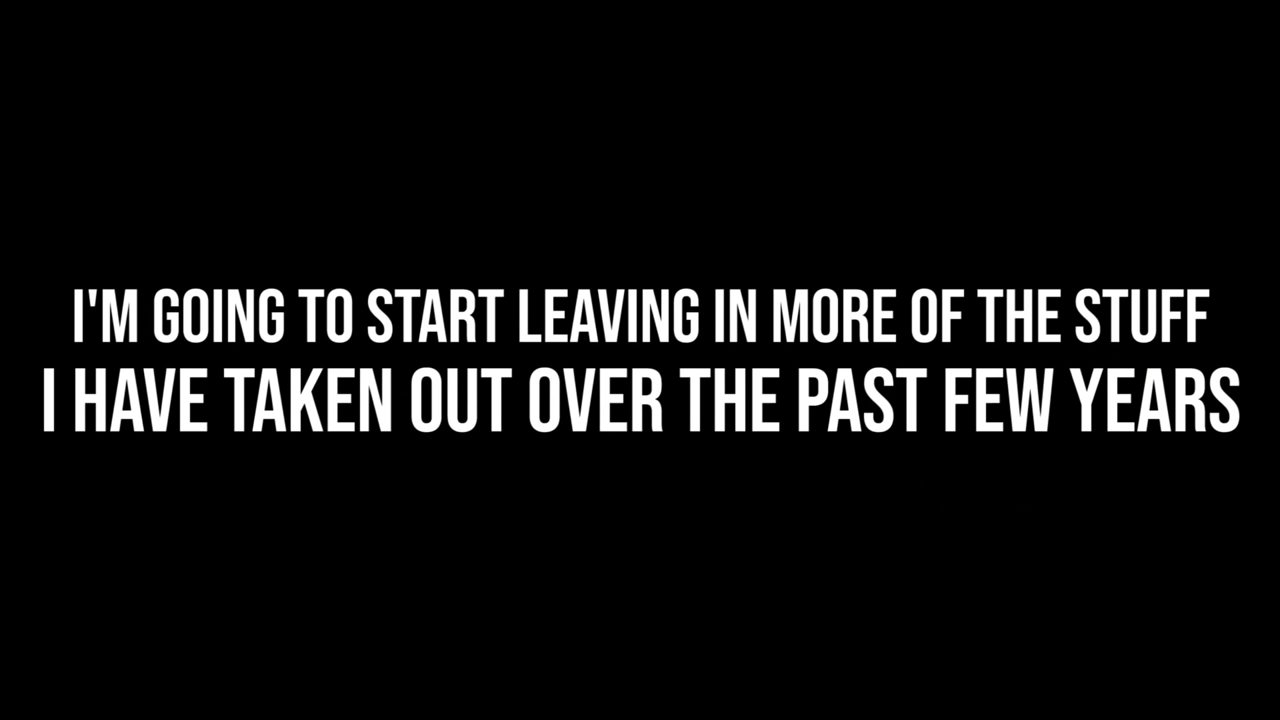 I'M GOING TO START LEAVING IN MORE OF THE STUFF
I HAVE TAKEN OUT OVER THE PAST FEW YEARS